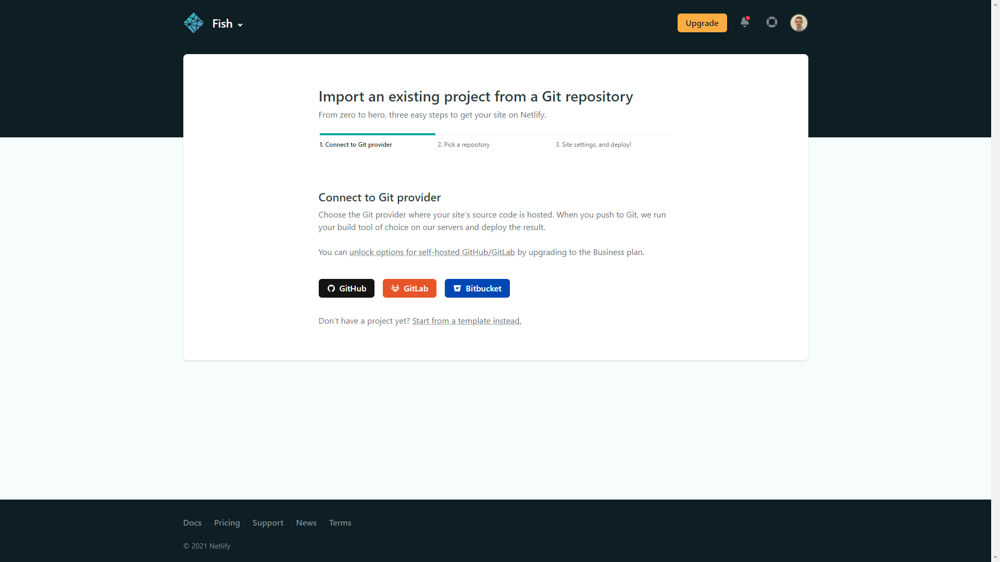 Fish
Upgrade
Import an existing project from a Git repository
From zero to hero, three easy steps to get your site on Netlify.
1. Connect to Git provider
2. Pick a repository
3. Site settings, and deploy!
Connect to Git provider
Choose the Git provider where your site’s source code is hosted. When you push to Git, we run
your build tool of choice on our servers and deploy the result.
You can unlock options for self-hosted GitHub/GitLab by upgrading to the Business plan.
GitHub
GitLab
Bitbucket
Don’t have a project yet? Start from a template instead.
Docs
Pricing
Support
News
Terms
© 2021 Netlify